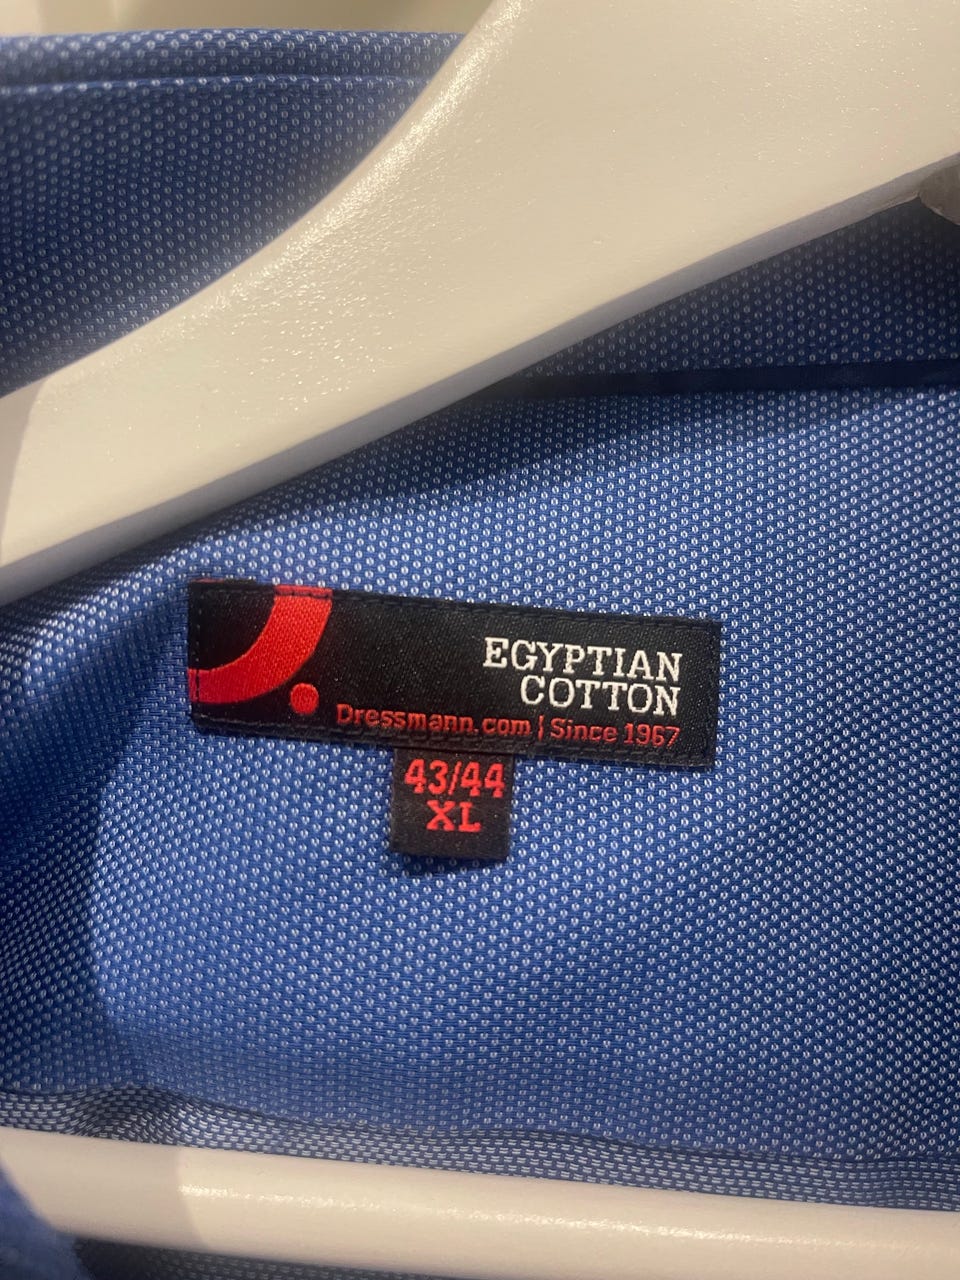 EGYPTIAN
COTTON
Dressmann.com | Since 1967
43/44
XL